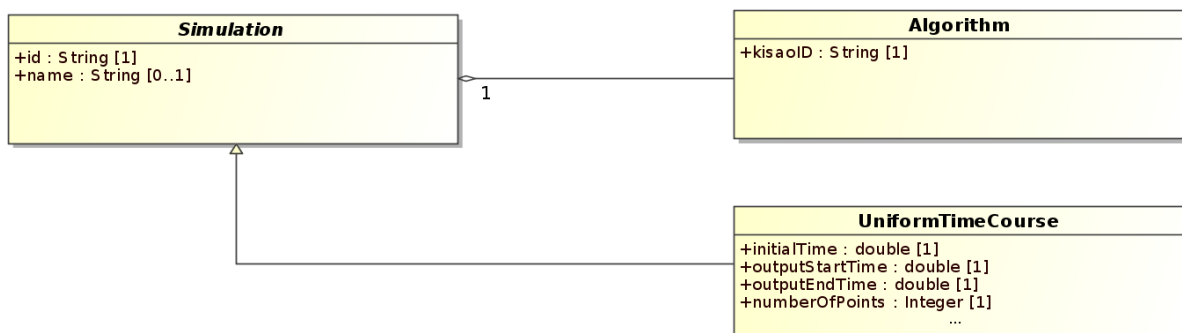 Simulation
+id : String [1]
+name : String [0..1]
1
Algorithm
+kisaoID : String [1]
UniformTimeCourse
+initialTime : double [1]
+outputStartTime : double [1]
+outputEndTime : double [1]
+numberOfPoints : Integer [1]
...